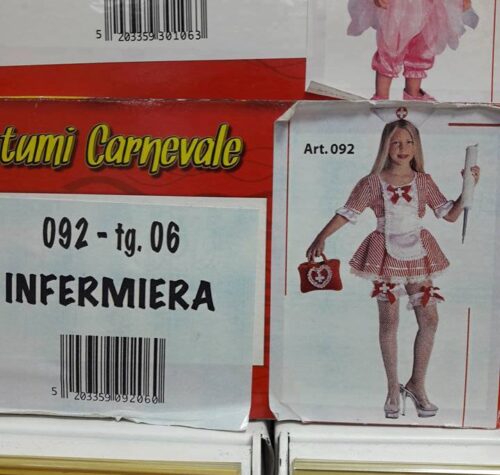 5 203359 301063
tumi Carnevale
092 - tg. 06
INFERMIERA
5 203359 092060
Art. 092